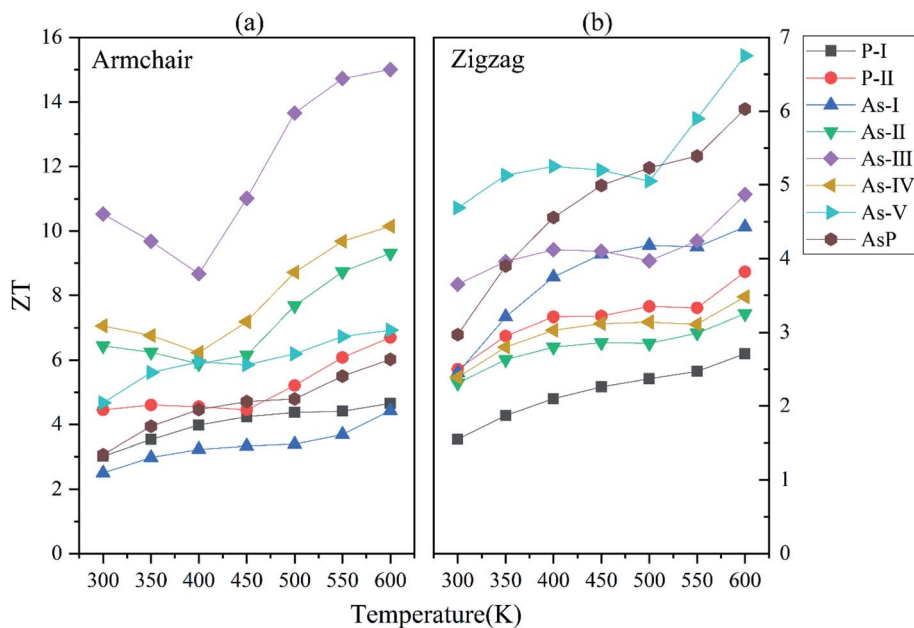 (a)
(b)
Armchair
Zigzag
ZT
16
14
12
10
8
6
4
2
0
300 350 400 450 500 550 600
300 350 400 450 500 550 600
7
6
5
4
3
2
1
0
Temperature(K)
P-I
P-II
As-I
As-II
As-III
As-IV
As-V
AsP